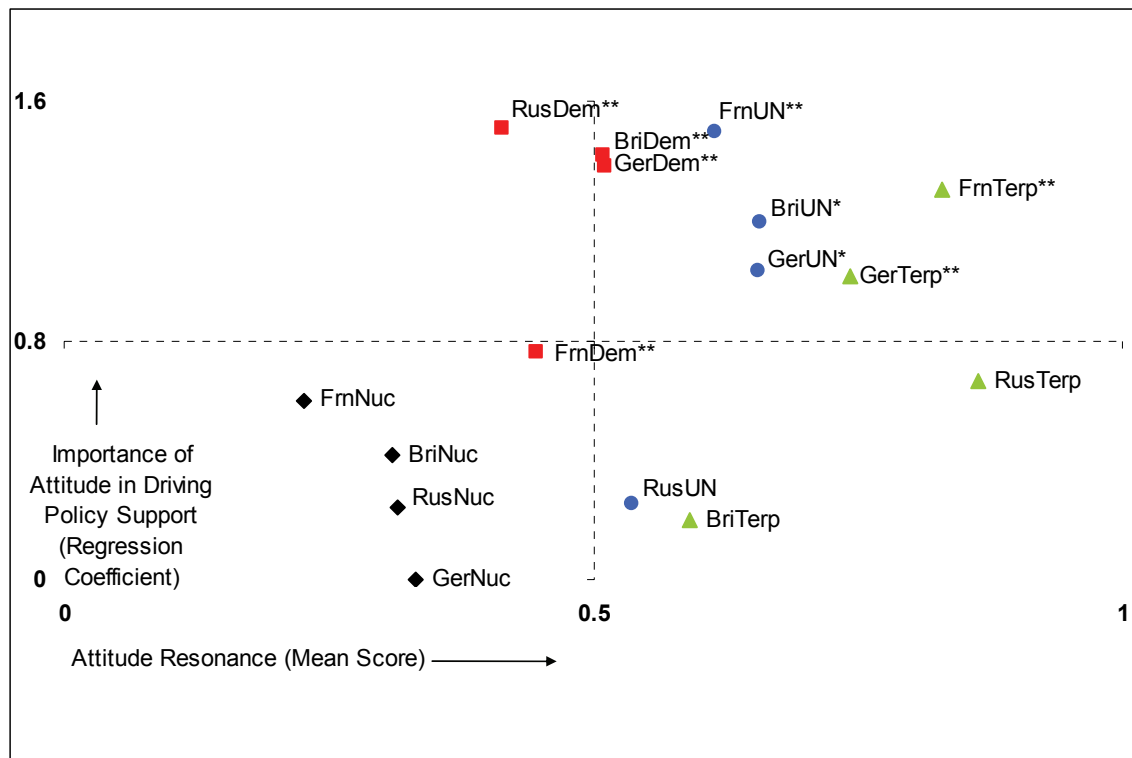 1.6
RusDem**
FrnUN**
BriDem**
GerDem**
FrnTerp**
BriUN*
GerUN*
GerTerp**
0.8
FrnDem**
RusTerp
FrnNuc
Importance of
Attitude in Driving
Policy Support
(Regression
Coefficient)
BriNuc
RusNuc
RusUN
BriTerp
0
GerNuc
0
0.5
1
Attitude Resonance (Mean Score)